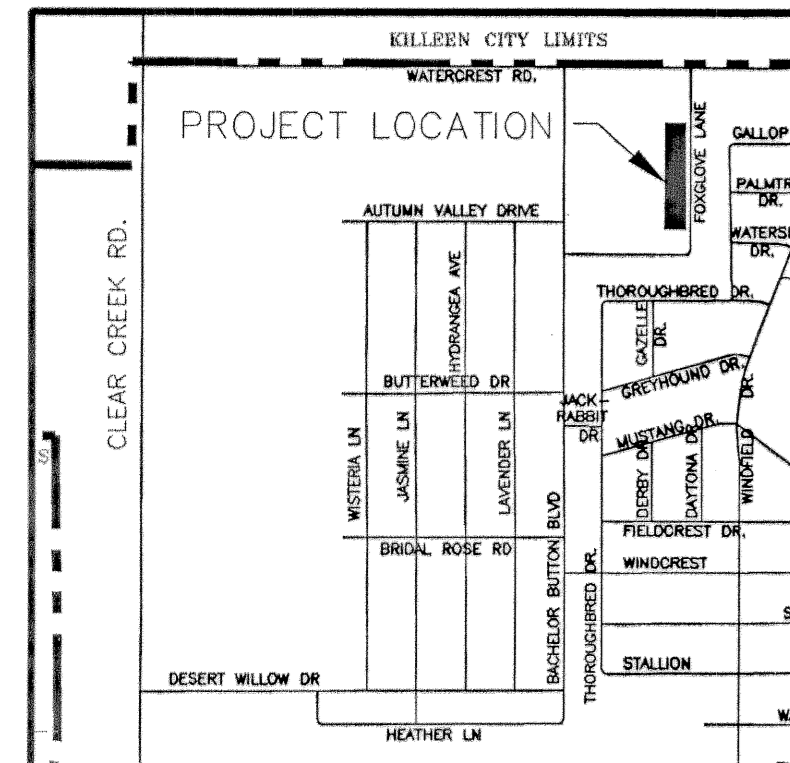 KILLEEN CITY LIMITS
WATERCREST RD.
PROJECT LOCATION
FOXGLOVE LANE
GALLOP
PALMTR
DR.
AUTUMN VALLEY DRIVE
WATERSH
DR.
CLEAR CREEK RD.
HYDRANGEA AVE
THOROUGHBRED DR.
GAZELLE
DR.
GREYHOUND DR.
BUTTERWEED DR
DR.
JACK-
RABBIT
DR
MUSTANG DR.
WISTERIA LN
JASMINE LN
LAVENDER LN
DERBY DR
DAYTONA D
WINDFIELD
S
FIELDCREST DR.
BRIDAL ROSE RD
WINDCREST
BACHELOR BUTTON BLVD
THOROUGHBRED DR.
S
STALLION
DESERT WILLOW DR
HEATHER LN
WA